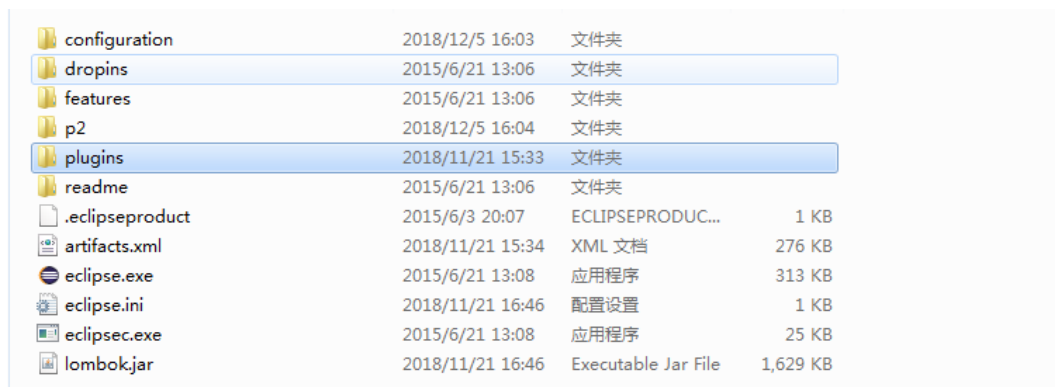 configuration 2018/12/5 16:03 文件夹
dropins 2015/6/21 13:06 文件夹
features 2015/6/21 13:06 文件夹
p2 2018/12/5 16:04 文件夹
plugins 2018/11/21 15:33 文件夹
readme 2015/6/21 13:06 文件夹
.eclipseproduct 2015/6/3 20:07 ECLIPSEPRODUC... 1 KB
artifacts.xml 2018/11/21 15:34 XML 文档 276 KB
eclipse.exe 2015/6/21 13:08 应用程序 313 KB
eclipse.ini 2018/11/21 16:46 配置设置 1 KB
eclipsec.exe 2015/6/21 13:08 应用程序 25 KB
lombok.jar 2018/11/21 16:46 Executable Jar File 1,629 KB